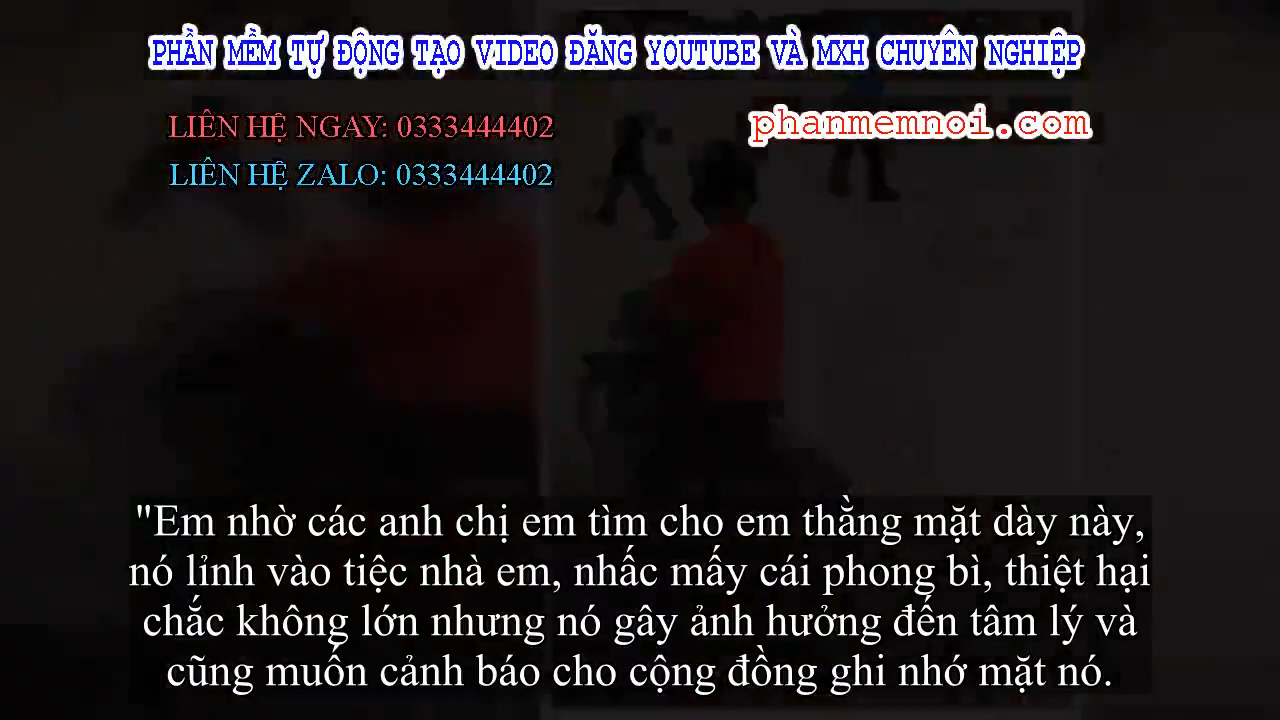 PHẦN MỀM TỰ ĐỘNG TẠO VIDEO ĐĂNG YOUTUBE VÀ MXH CHUYÊN NGHIỆP
LIÊN HỆ NGAY: 0333444402
phanmemnoi.com
LIÊN HỆ ZALO: 0333444402
"Em nhờ các anh chị em tìm cho em thằng mặt dày này,
nó lỉnh vào tiệc nhà em, nhấc mấy cái phong bì, thiệt hại
chắc không lớn nhưng nó gây ảnh hưởng đến tâm lý và
cũng muốn cảnh báo cho cộng đồng ghi nhớ mặt nó.